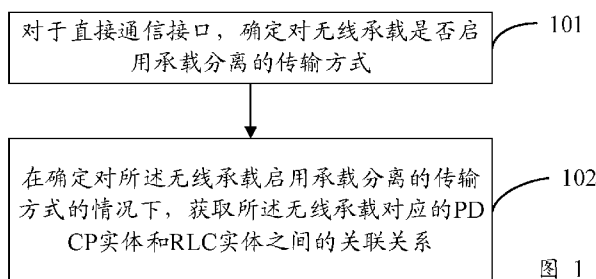 对于直接通信接口，确定对无线承载是否启
用承载分离的传输方式
101
在确定对所述无线承载启用承载分离的传输
方式的情况下，获取所述无线承载对应的PD
CP实体和RLC实体之间的关联关系
102
图 1